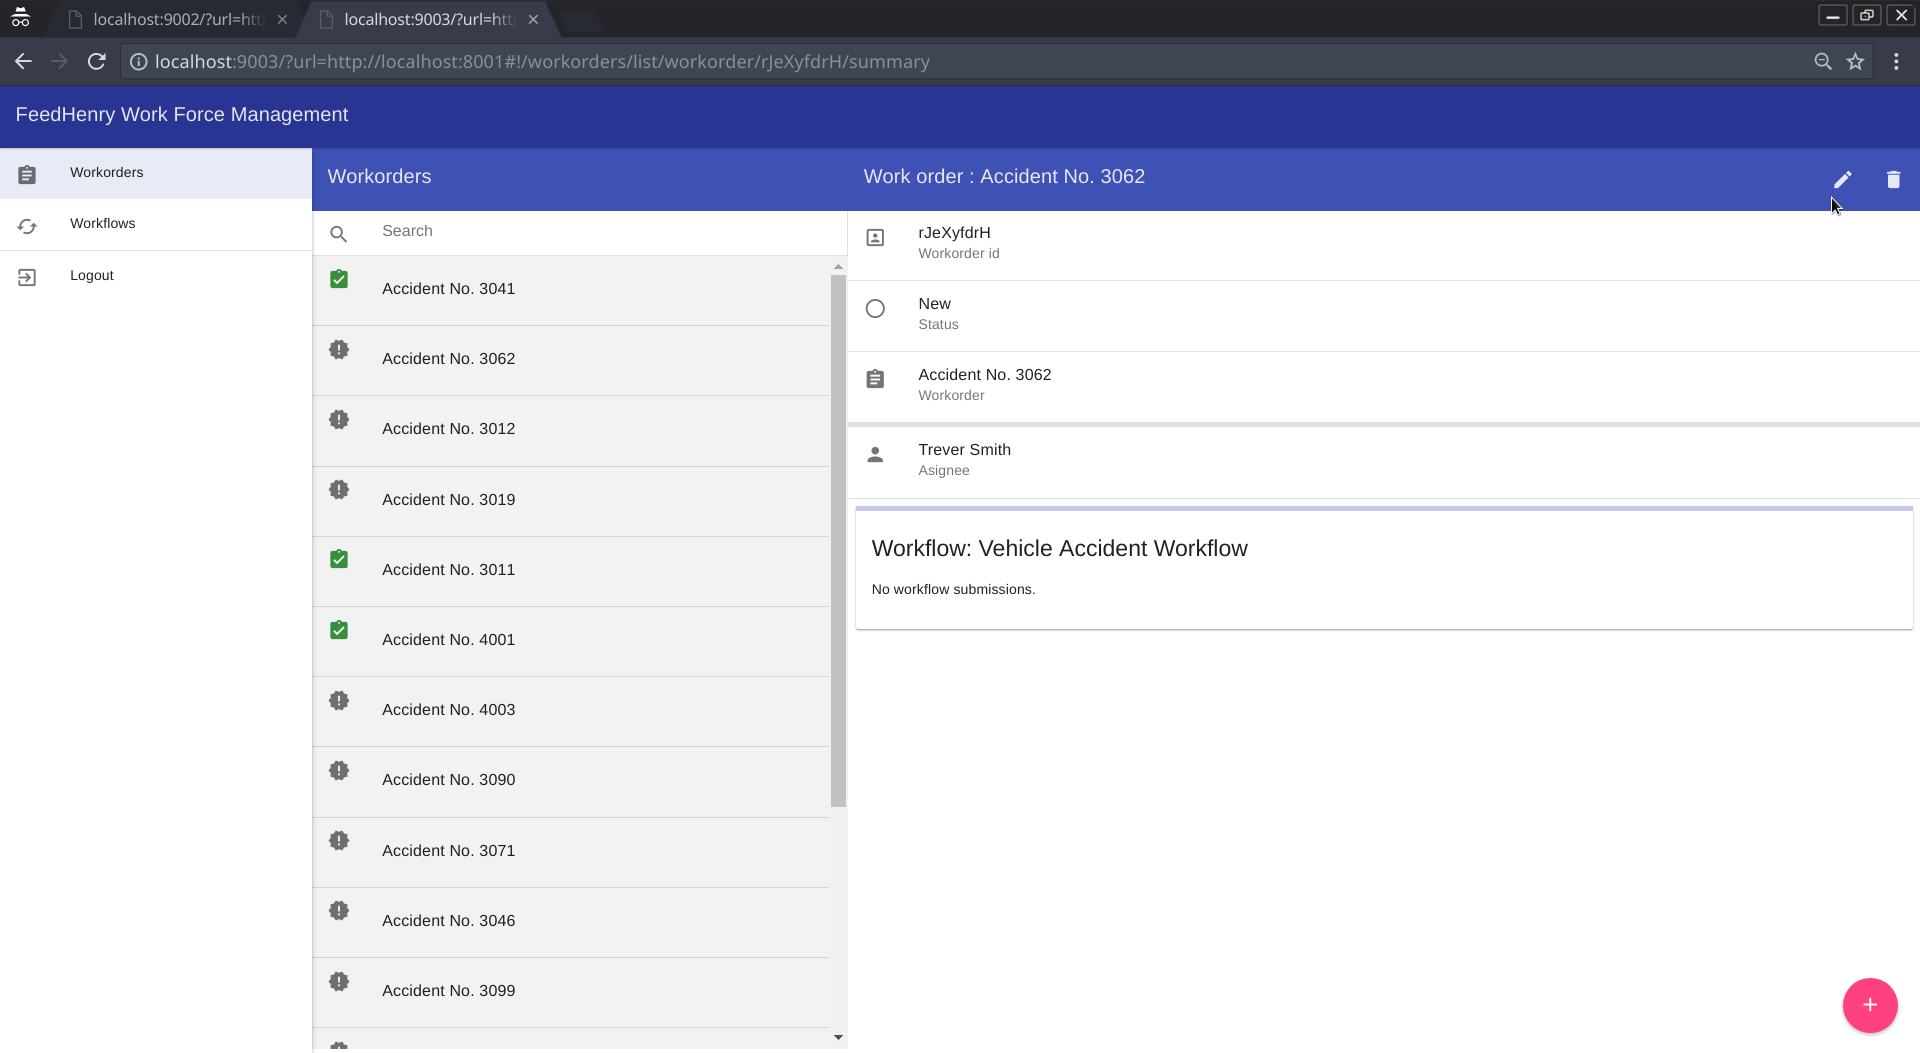 localhost:9002/?url=htt
localhost:9003/?url=htt
localhost:9003/?url=http://localhost:8001#!/workorders/list/workorder/rJeXyfdrH/summary
FeedHenry Work Force Management
Workorders
Workflows
Logout
Workorders
Search
Accident No. 3041
Accident No. 3062
Accident No. 3012
Accident No. 3019
Accident No. 3011
Accident No. 4001
Accident No. 4003
Accident No. 3090
Accident No. 3071
Accident No. 3046
Accident No. 3099
Work order : Accident No. 3062
rJeXyfdrH
Workorder id
New
Status
Accident No. 3062
Workorder
Trever Smith
Asignee
Workflow: Vehicle Accident Workflow
No workflow submissions.